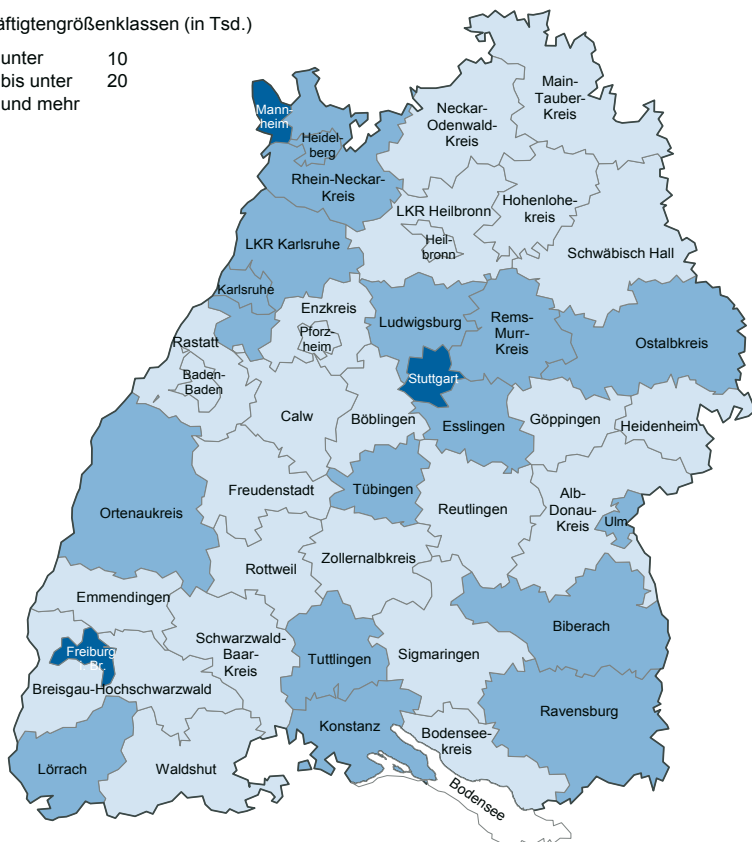 äftigtengrößenklassen (in Tsd.)
unter 10
bis unter 20
und mehr
Main-
Tauber-
Kreis
Neckar-
Odenwald-
Kreis
Mann-
heim
Heidel-
berg
Rhein-Neckar-
Kreis
Hohenlohe-
kreis
LKR Heilbronn
Heil-
bronn
LKR Karlsruhe
Schwäbisch Hall
Karlsruhe
Enzkreis
Pforz-
heim
Ludwigsburg
Rems-
Murr-
Kreis
Ostalbkreis
Rastatt
Baden-
Baden
Stuttgart
Calw
Böblingen
Esslingen
Göppingen
Heidenheim
Freudenstadt
Tübingen
Reutlingen
Alb-
Donau-
Kreis
Ulm
Ortenaukreis
Rottweil
Zollernalbkreis
Emmendingen
Biberach
Freiburg
i. Br.
Schwarzwald-
Baar-
Kreis
Tuttlingen
Sigmaringen
Breisgau-Hochschwarzwald
Ravensburg
Konstanz
Bodensee-
kreis
Lörrach
Waldshut
Bodensee